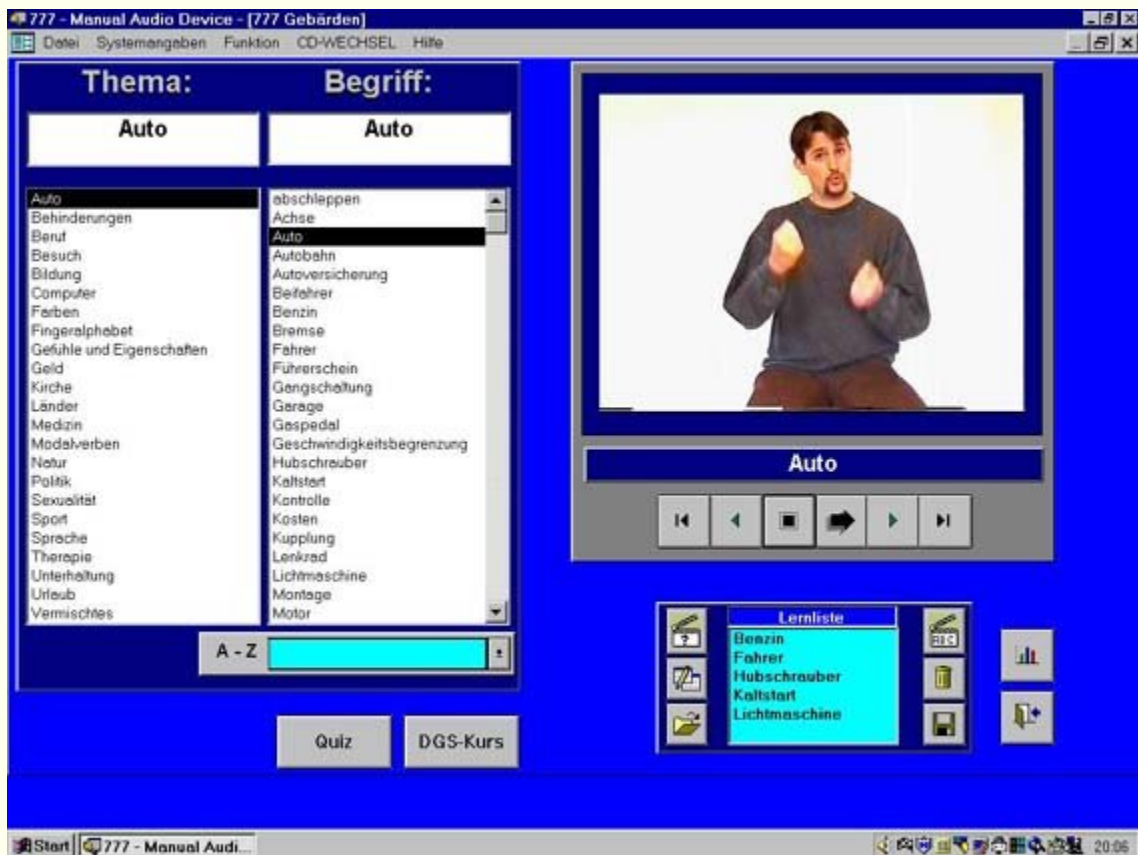 777 - Manual Audio Device - [777 Gebärden]
Datei Systemangaben Funktion CD-WECHSEL Hilfe
Thema:
Begriff:
Auto
Auto
Auto
Behinderungen
Beruf
Besuch
Bildung
Computer
Farben
Fingeralphabet
Gefühle und Eigenschaften
Geld
Kirche
Länder
Medizin
Modalverben
Natur
Politik
Sexualität
Sport
Sprache
Therapie
Unterhaltung
Urlaub
Vermischtes
abschleppen
Achse
Auto
Autobahn
Autoversicherung
Beifahrer
Benzin
Bremse
Fahrer
Führerschein
Gangschaltung
Garage
Gaspedal
Geschwindigkeitsbegrenzung
Hubschrauber
Kaltstart
Kontrolle
Kosten
Kupplung
Lenkrad
Lichtmaschine
Montage
Motor
A - Z
Quiz
DGS-Kurs
Auto
Lernliste
Benzin
Fahrer
Hubschrauber
Kaltstart
Lichtmaschine
Start
777 - Manual Audi...
20:06